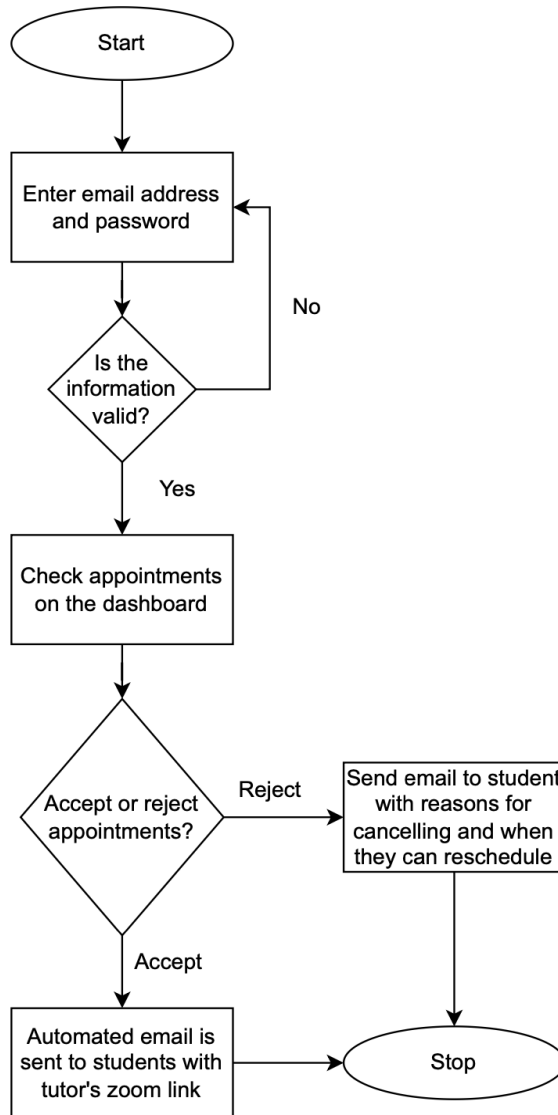 Start
Enter email address
and password
No
Is the
information
valid?
Yes
Check appointments
on the dashboard
Accept or reject
appointments?
Reject
Send email to student
with reasons for
cancelling and when
they can reschedule
Accept
Automated email is
sent to students with
tutor's zoom link
Stop